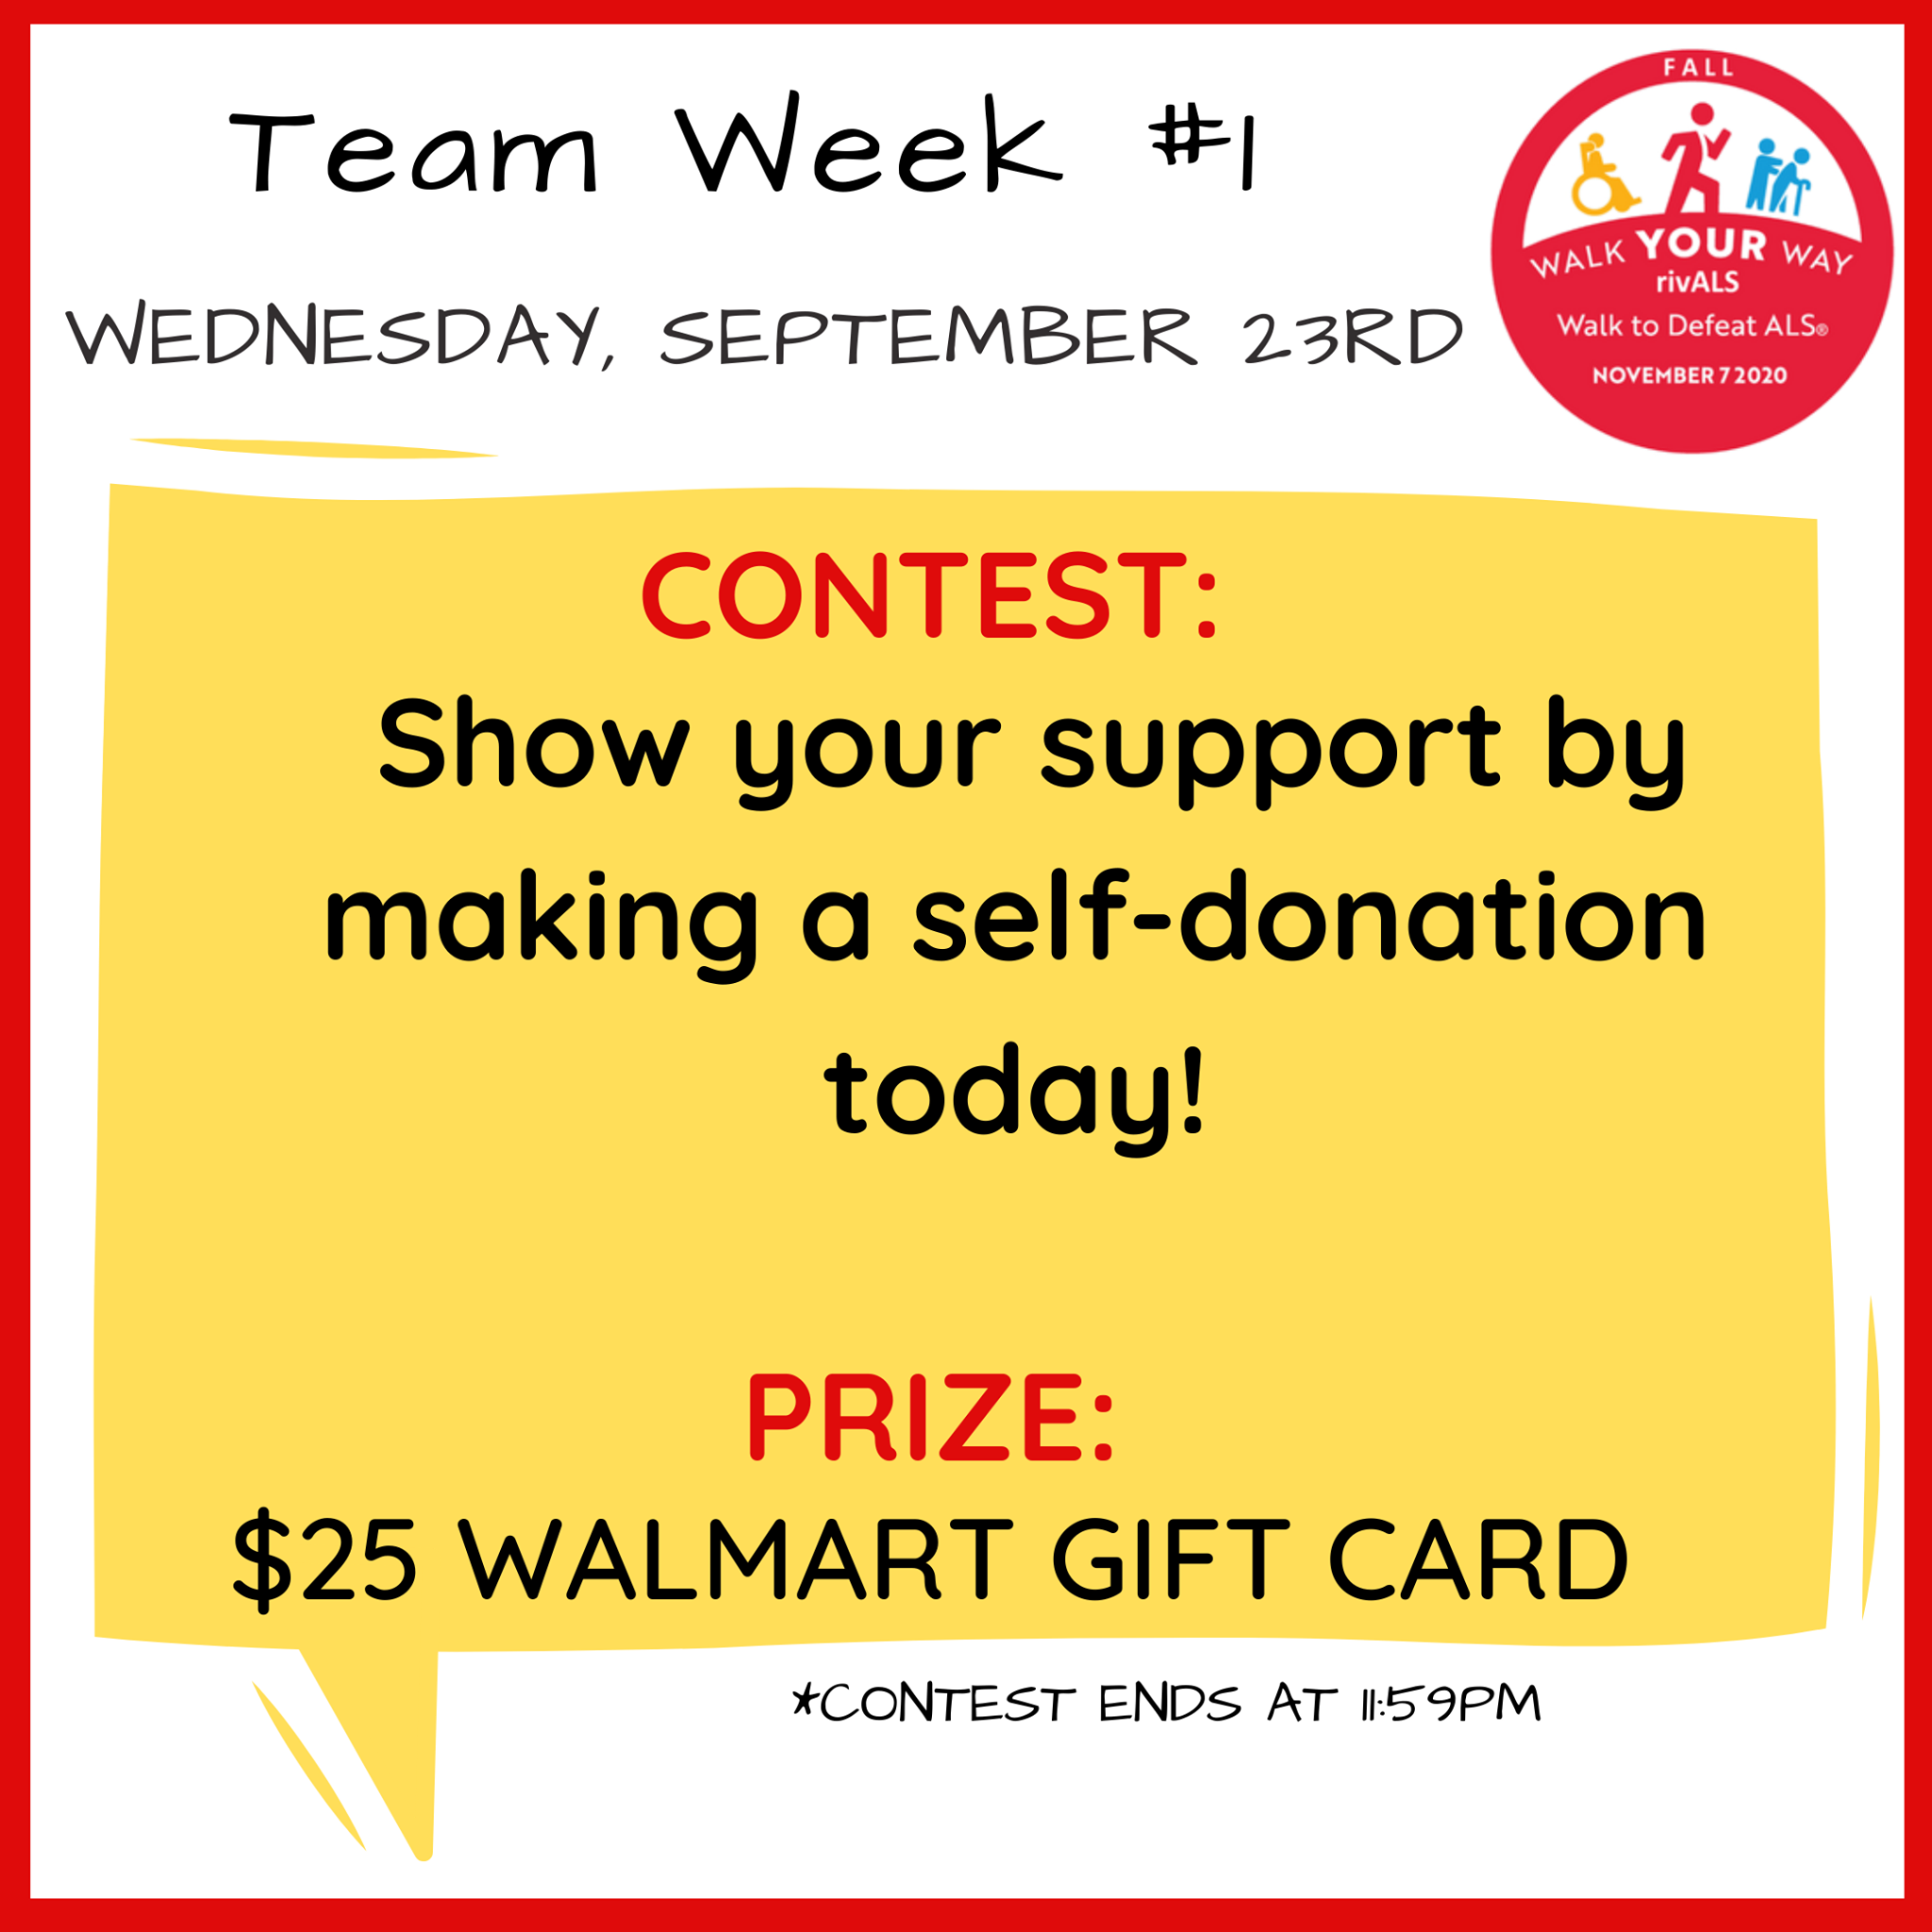 Team Week #1
FALL
WALK YOUR WAY
rivALS
Walk to Defeat ALS®
NOVEMBER 7 2020
WEDNESDAY, SEPTEMBER 23RD
CONTEST:
Show your support by
making a self-donation
today!
PRIZE:
$25 WALMART GIFT CARD
*CONTEST ENDS AT 11:59PM